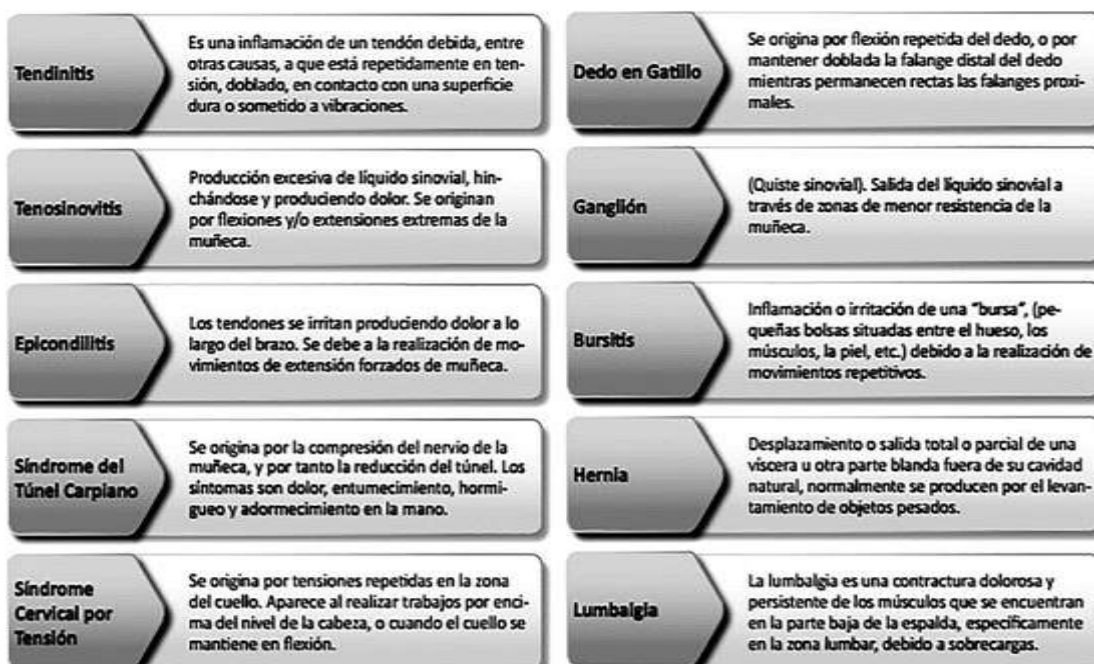 Tendinitis
Es una inflamación de un tendón debida, entre
otras causas, a que está repetidamente en ten-
sión, doblado, en contacto con una superficie
dura o sometido a vibraciones.
Tenosinovitis
Producción excesiva de líquido sinovial, hin-
chándose y produciendo dolor. Se originan
por flexiones y/o extensiones extremas de la
muñeca.
Epicondilitis
Los tendones se irritan produciendo dolor a lo
largo del brazo. Se debe a la realización de mo-
vimientos de extensión forzados de muñeca.
Síndrome del
Túnel Carpiano
Se origina por la compresión del nervio de la
muñeca, y por tanto la reducción del túnel. Los
síntomas son dolor, entumecimiento, hormi-
gueo y adormecimiento en la mano.
Síndrome
Cervical por
Tensión
Se origina por tensiones repetidas en la zona
del cuello. Aparece al realizar trabajos por enci-
ma del nivel de la cabeza, o cuando el cuello se
mantiene en flexión.
Dedo en Gatillo
Se origina por flexión repetida del dedo, o por
mantener doblada la falange distal del dedo
mientras permanecen rectas las falanges proxi-
males.
Ganglión
(Quiste sinovial). Salida del líquido sinovial a
través de zonas de menor resistencia de la
muñeca.
Bursitis
Inflamación o irritación de una "bursa", (pe-
queñas bolsas situadas entre el hueso, los
músculos, la piel, etc.) debido a la realización de
movimientos repetitivos.
Hernia
Desplazamiento o salida total o parcial de una
víscera u otra parte blanda fuera de su cavidad
natural, normalmente se producen por el levan-
tamiento de objetos pesados.
Lumbalgia
La lumbalgia es una contractura dolorosa y
persistente de los músculos que se encuentran
en la parte baja de la espalda, específicamente
en la zona lumbar, debido a sobrecargas.